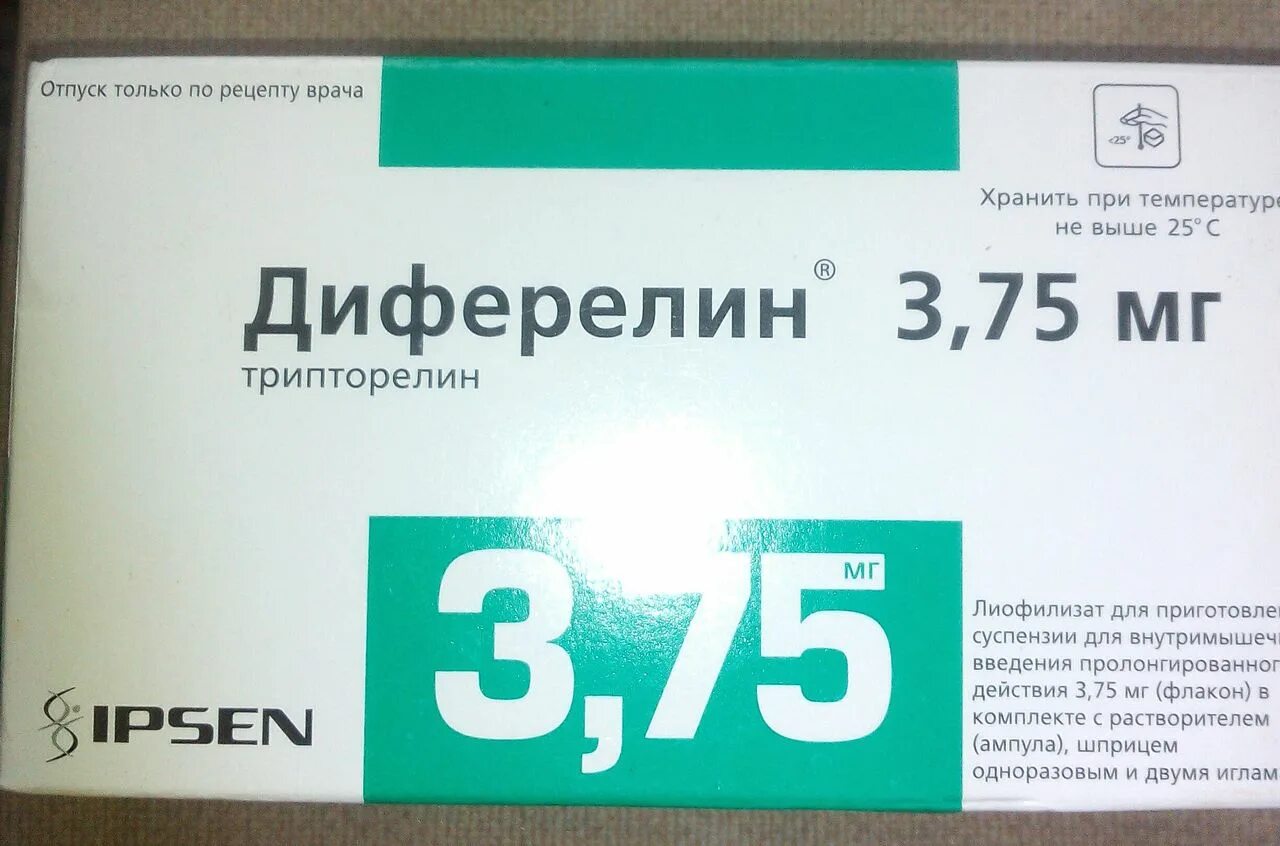 Отпуск только по рецепту врача
<25°
Хранить при температуре
не выше 25°C
Диферелин® 3,75 мг
трипторелин
3,75 мг
IPSEN
Лиофилизат для приготовле
суспензии для внутримышеч
введения пролонгированног
действия 3,75 мг (флакон) в
комплекте с растворителем
(ампула), шприцем
одноразовым и двумя иглам